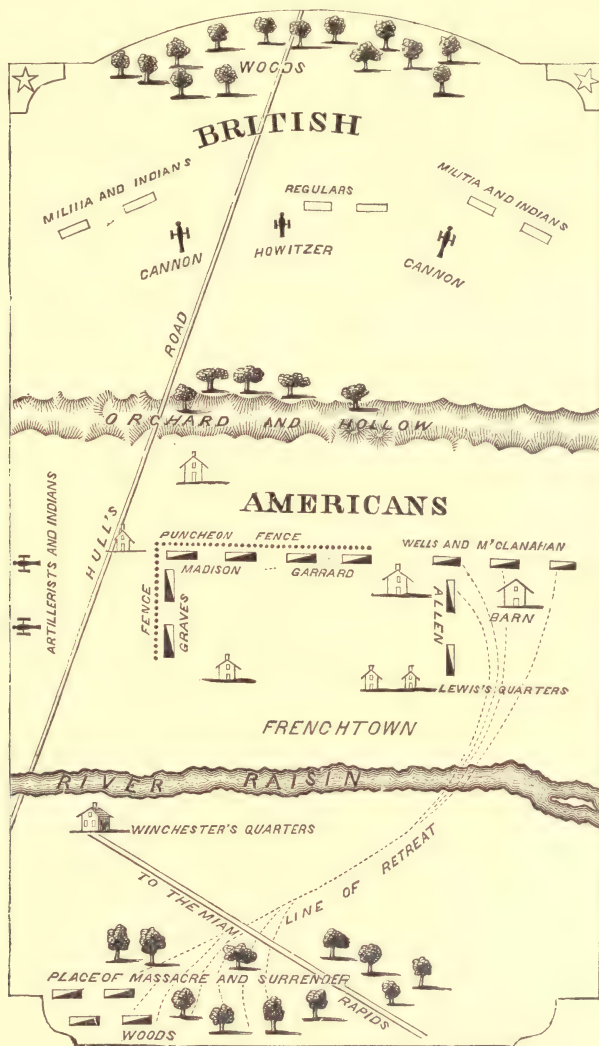 WOODS
BRITISH
MILITIA AND INDIANS
REGULARS
MILITIA AND INDIANS
CANNON
HOWITZER
CANNON
ROAD
ORCHARD AND HOLLOW
AMERICANS
HULL'S
ARTILLERISTS AND INDIANS
PUNCHEON FENCE
WELLS AND M'CLANAHAN
MADISON
GARRARD
FENCE
GRAVES
ALLEN
BARN
LEWIS'S QUARTERS
FRENCHTOWN
RIVER RAISIN
WINCHESTER'S QUARTERS
TO THE MIAMI
LINE OF RETREAT
PLACE OF MASSACRE AND SURRENDER
RAPIDS
WOODS